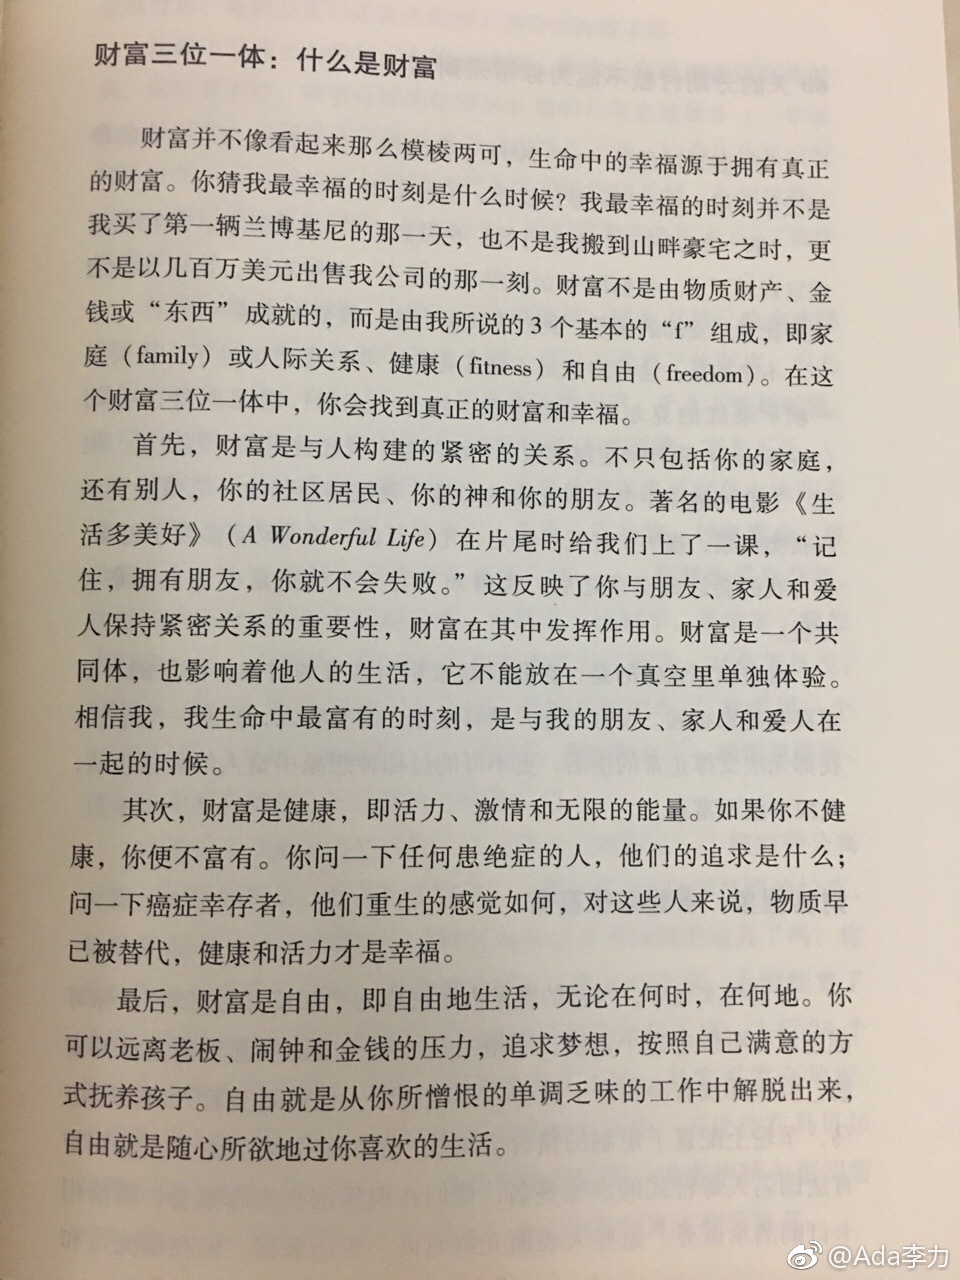 财富三位一体：什么是财富
财富并不像看起来那么模棱两可，生命中的幸福源于拥有真正
的财富。你猜我最幸福的时刻是什么时候？我最幸福的时刻并不是
我买了第一辆兰博基尼的那一天，也不是我搬到山畔豪宅之时，更
不是以几百万美元出售我公司的那一刻。财富不是由物质财产、金
钱或“东西”成就的，而是由我所说的3个基本的“f”组成，即家
庭（family）或人际关系、健康（fitness）和自由（freedom）。在这
个财富三位一体中，你会找到真正的财富和幸福。
首先，财富是与人构建的紧密的关系。不只包括你的家庭，
还有别人，你的社区居民、你的神和你的朋友。著名的电影《生
活多美好》（A Wonderful Life）在片尾时给我们上了一课，“记
住，拥有朋友，你就不会失败。”这反映了你与朋友、家人和爱
人保持紧密关系的重要性，财富在其中发挥作用。财富是一个共
同体，也影响着他人的生活，它不能放在一个真空里单独体验。
相信我，我生命中最富有的时刻，是与我的朋友、家人和爱人在
一起的时候。
其次，财富是健康，即活力、激情和无限的能量。如果你不健
康，你便不富有。你问一下任何患绝症的人，他们的追求是什么；
问一下癌症幸存者，他们重生的感觉如何，对这些人来说，物质早
已被替代，健康和活力才是幸福。
最后，财富是自由，即自由地生活，无论在何时，在何地。你
可以远离老板、闹钟和金钱的压力，追求梦想，按照自己满意的方
式抚养孩子。自由就是从你所憎恨的单调乏味的工作中解脱出来，
自由就是随心所欲地过你喜欢的生活。
@Ada李力